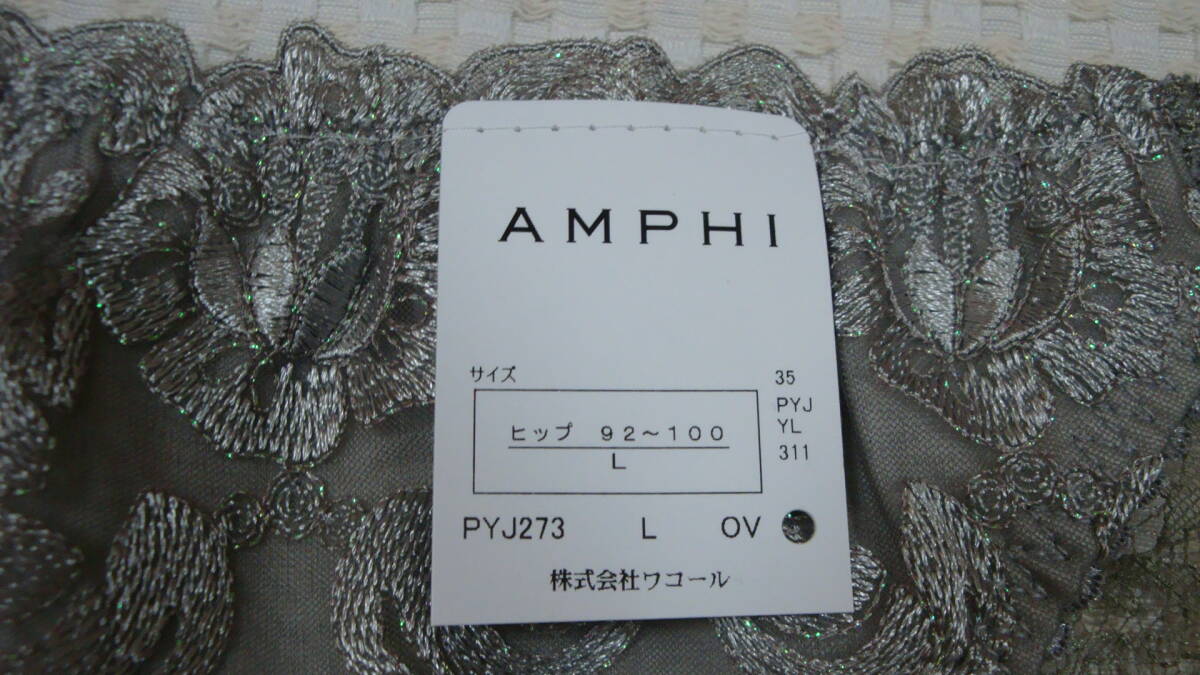 AMPHI
サイズ
ヒップ 92~100
L
35
PYJ
YL
311
PYJ273 L OV
株式会社ワコール